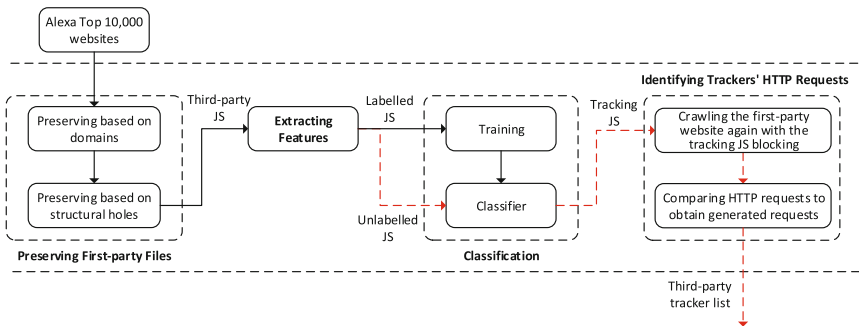 Alexa Top 10,000
websites
Identifying Trackers' HTTP Requests
Preserving based on
domains
Preserving based on
structural holes
Preserving First-party Files
Third-party
JS
Extracting
Features
Labelled
JS
Unlabelled
JS
Training
Classifier
Classification
Tracking
JS
Crawling the first-party
website again with the
tracking JS blocking
Comparing HTTP requests to
obtain generated requests
Third-party
tracker list